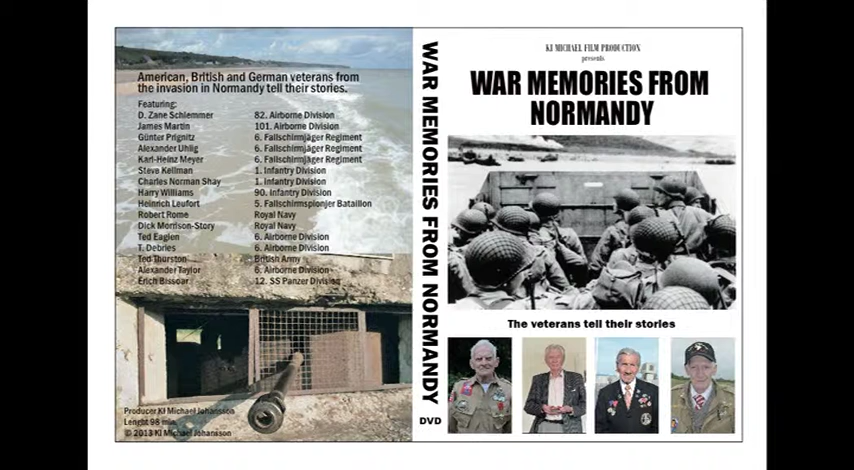 American, British and German veterans from
the invasion in Normandy tell their stories.
Featuring:
D. Zane Schlemmer 82. Airborne Division
James Martin 101. Airborne Division
Günter Prignitz 6. Fallschirmjäger Regiment
Alexander Uhlig 6. Fallschirmjäger Regiment
Karl-Heinz Meyer 6. Fallschirmjäger Regiment
Steve Kellman 1. Infantry Division
Charles Norman Shay 1. Infantry Division
Harry Williams 90. Infantry Division
Heinrich Leufort 5. Fallschirmspionjer Bataillon
Robert Rome Royal Navy
Dick Morrison-Story Royal Navy
Ted Eaglen 6. Airborne Division
T. Debries 6. Airborne Division
Ted Thurston British Army
Alexander Taylor 6. Airborne Division
Erich Bissoar 12. SS Panzer Division
Producer KJ Michael Johansson
Lenght 98 min.
© 2013 KJ Michael Johansson
WAR MEMORIES FROM NORMANDY
DVD
KJ MICHAEL FILM PRODUCTION
presents
WAR MEMORIES FROM
NORMANDY
The veterans tell their stories